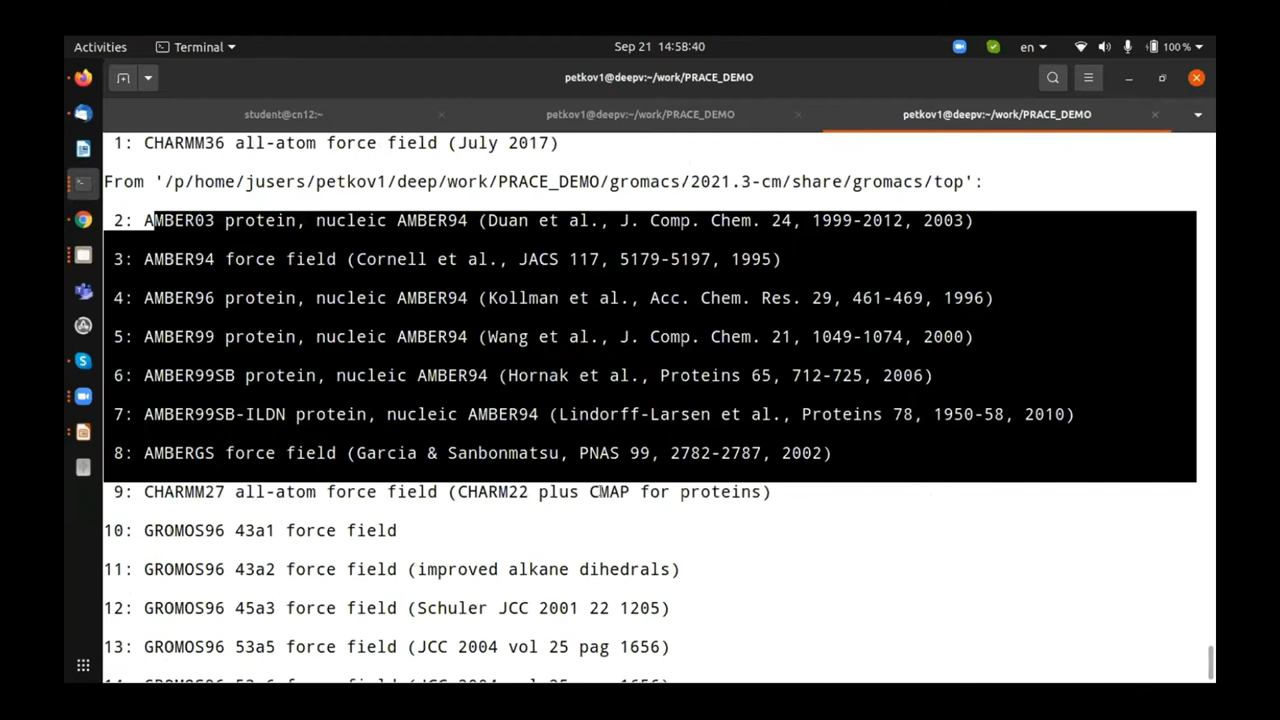 Activities
Terminal
Sep 21 14:58:40
en
100 %
petkov1@deepv:~/work/PRACE_DEMO
student@cn12:~
petkov1@deepv:~/work/PRACE_DEMO
petkov1@deepv:~/work/PRACE_DEMO
1: CHARMM36 all-atom force field (July 2017)
From '/p/home/jusers/petkov1/deep/work/PRACE_DEMO/gromacs/2021.3-cm/share/gromacs/top':
2: AMBER03 protein, nucleic AMBER94 (Duan et al., J. Comp. Chem. 24, 1999-2012, 2003)
3: AMBER94 force field (Cornell et al., JACS 117, 5179-5197, 1995)
4: AMBER96 protein, nucleic AMBER94 (Kollman et al., Acc. Chem. Res. 29, 461-469, 1996)
5: AMBER99 protein, nucleic AMBER94 (Wang et al., J. Comp. Chem. 21, 1049-1074, 2000)
6: AMBER99SB protein, nucleic AMBER94 (Hornak et al., Proteins 65, 712-725, 2006)
7: AMBER99SB-ILDN protein, nucleic AMBER94 (Lindorff-Larsen et al., Proteins 78, 1950-58, 2010)
8: AMBERGS force field (Garcia & Sanbonmatsu, PNAS 99, 2782-2787, 2002)
9: CHARMM27 all-atom force field (CHARM22 plus CMAP for proteins)
10: GROMOS96 43a1 force field
11: GROMOS96 43a2 force field (improved alkane dihedrals)
12: GROMOS96 45a3 force field (Schuler JCC 2001 22 1205)
13: GROMOS96 53a5 force field (JCC 2004 vol 25 pag 1656)